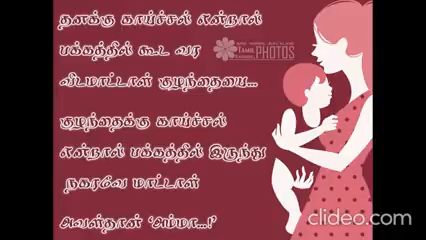 தனக்கு காய்ச்சல் என்றால்
பக்கத்தில் கூட வர
விடமாட்டாள் குழந்தையை...
குழந்தைக்கு காய்ச்சல்
என்றால் பக்கத்தில் இருந்து
நகரவே மாட்டாள்
அவள்தான் 'அம்மா...!'
TAMIL
PHOTOS
clideo.com